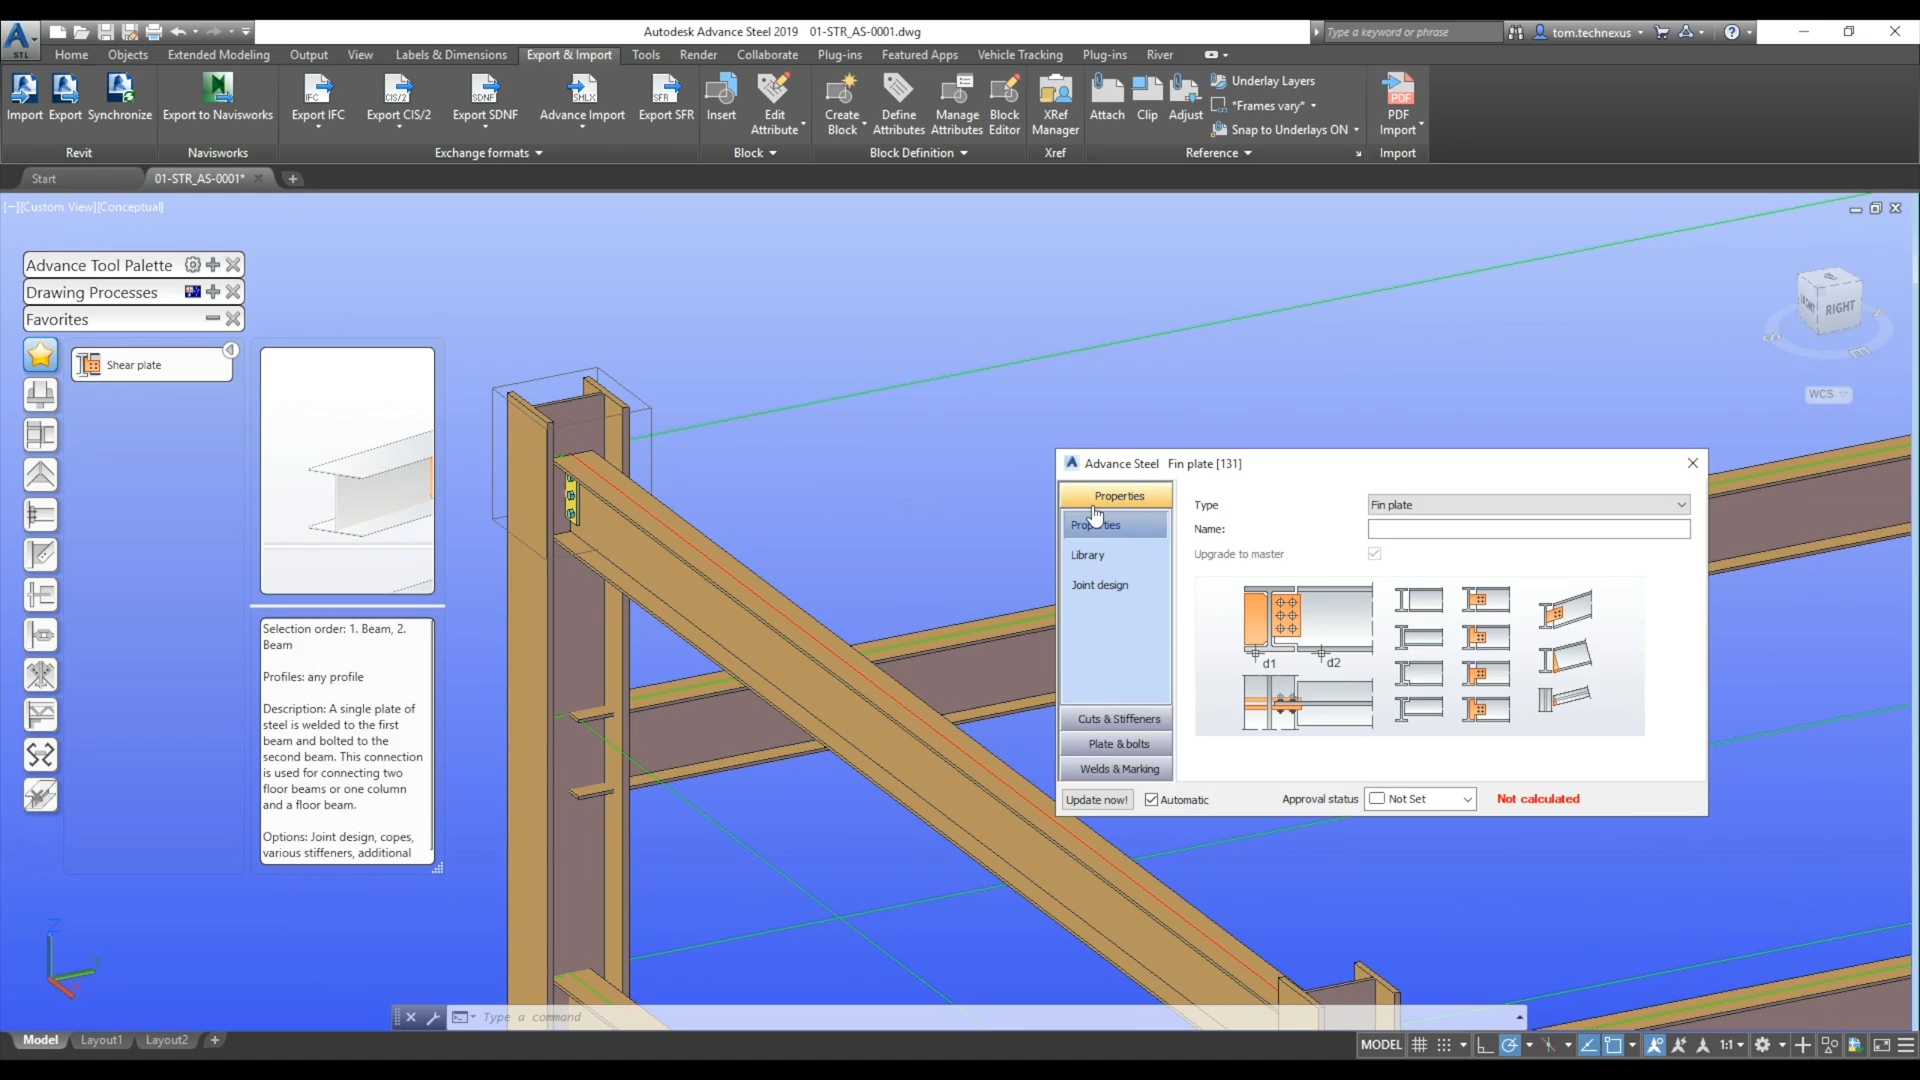 Autodesk Advance Steel 2019 01-STR_AS-0001.dwg
Type a keyword or phrase
tom.technexus
STL
Home Objects Extended Modeling Output View Labels & Dimensions Export & Import Tools Render Collaborate Plug-ins Featured Apps Vehicle Tracking Plug-ins River
Underlay Layers
*Frames vary*
Snap to Underlays ON
Import Export Synchronize Export to Navisworks Export IFC Export CIS/2 Export SDNF Advance Import Export SFR Insert Edit Attribute Create Block Define Attributes Manage Attributes Block Editor XRef Manager Attach Clip Adjust PDF Import
Revit Navisworks Exchange formats Block Block Definition Xref Reference Import
Start 01-STR_AS-0001*
[−][Custom View][Conceptual]
Advance Tool Palette
Drawing Processes
Favorites
Shear plate
Selection order: 1. Beam, 2.
Beam
Profiles: any profile
Description: A single plate of
steel is welded to the first
beam and bolted to the
second beam. This connection
is used for connecting two
floor beams or one column
and a floor beam.
Options: Joint design, copes,
various stiffeners, additional
RIGHT
WCS
Advance Steel Fin plate [131]
Properties
Properties
Library
Joint design
Cuts & Stiffeners
Plate & bolts
Welds & Marking
Type Fin plate
Name:
Upgrade to master
d1 d2
Update now! Automatic Approval status Not Set Not calculated
Z
Y
Type a command
Model Layout1 Layout2
MODEL 1:1